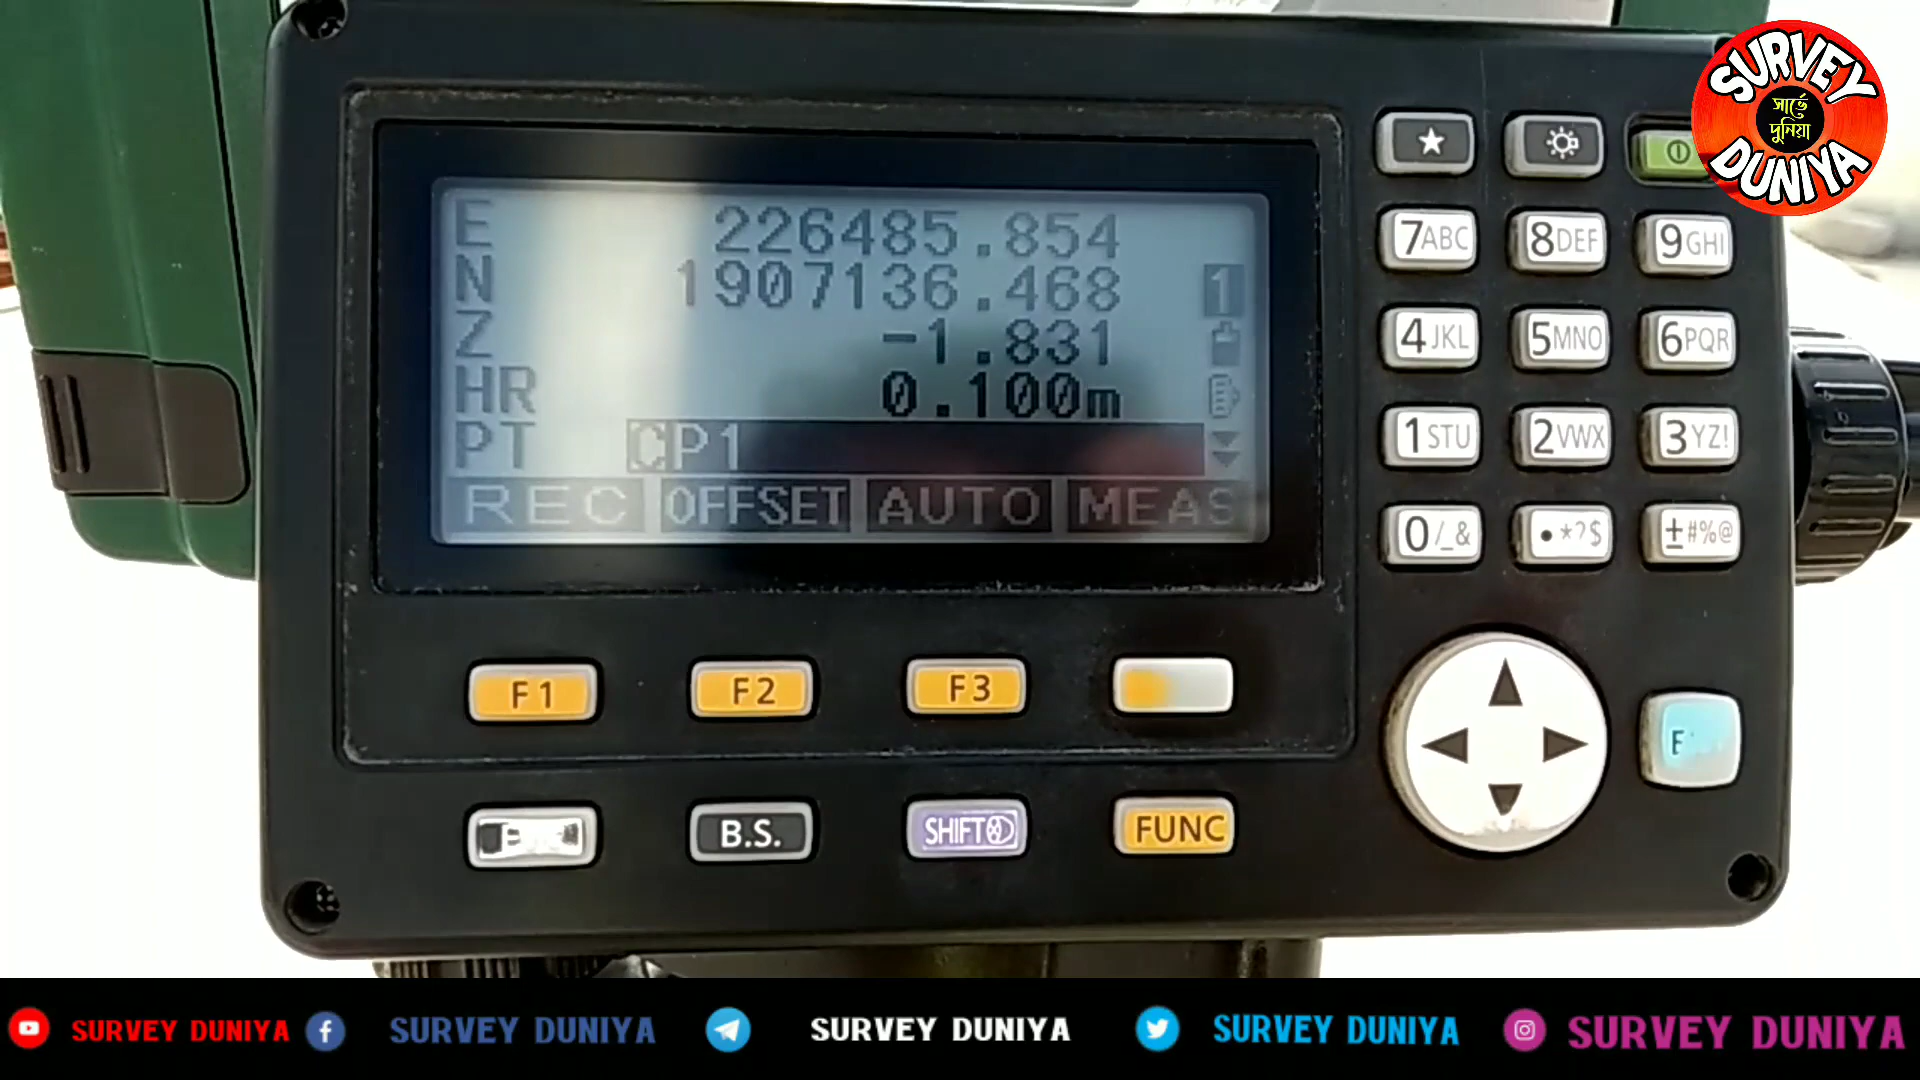 E 226485.854
N 1907136.468 1
Z -1.831
HR 0.100m
PT CP1
REC OFFSET AUTO MEAS
F1 F2 F3
B.S. SHIFT FUNC
★
7ABC 8DEF 9GHI
4JKL 5MNO 6PQR
1STU 2VWX 3YZ!
0/_& •*?$ ±#%@
SURVEY
সার্ভে
দুনিয়া
DUNIYA
SURVEY DUNIYA SURVEY DUNIYA SURVEY DUNIYA SURVEY DUNIYA SURVEY DUNIYA